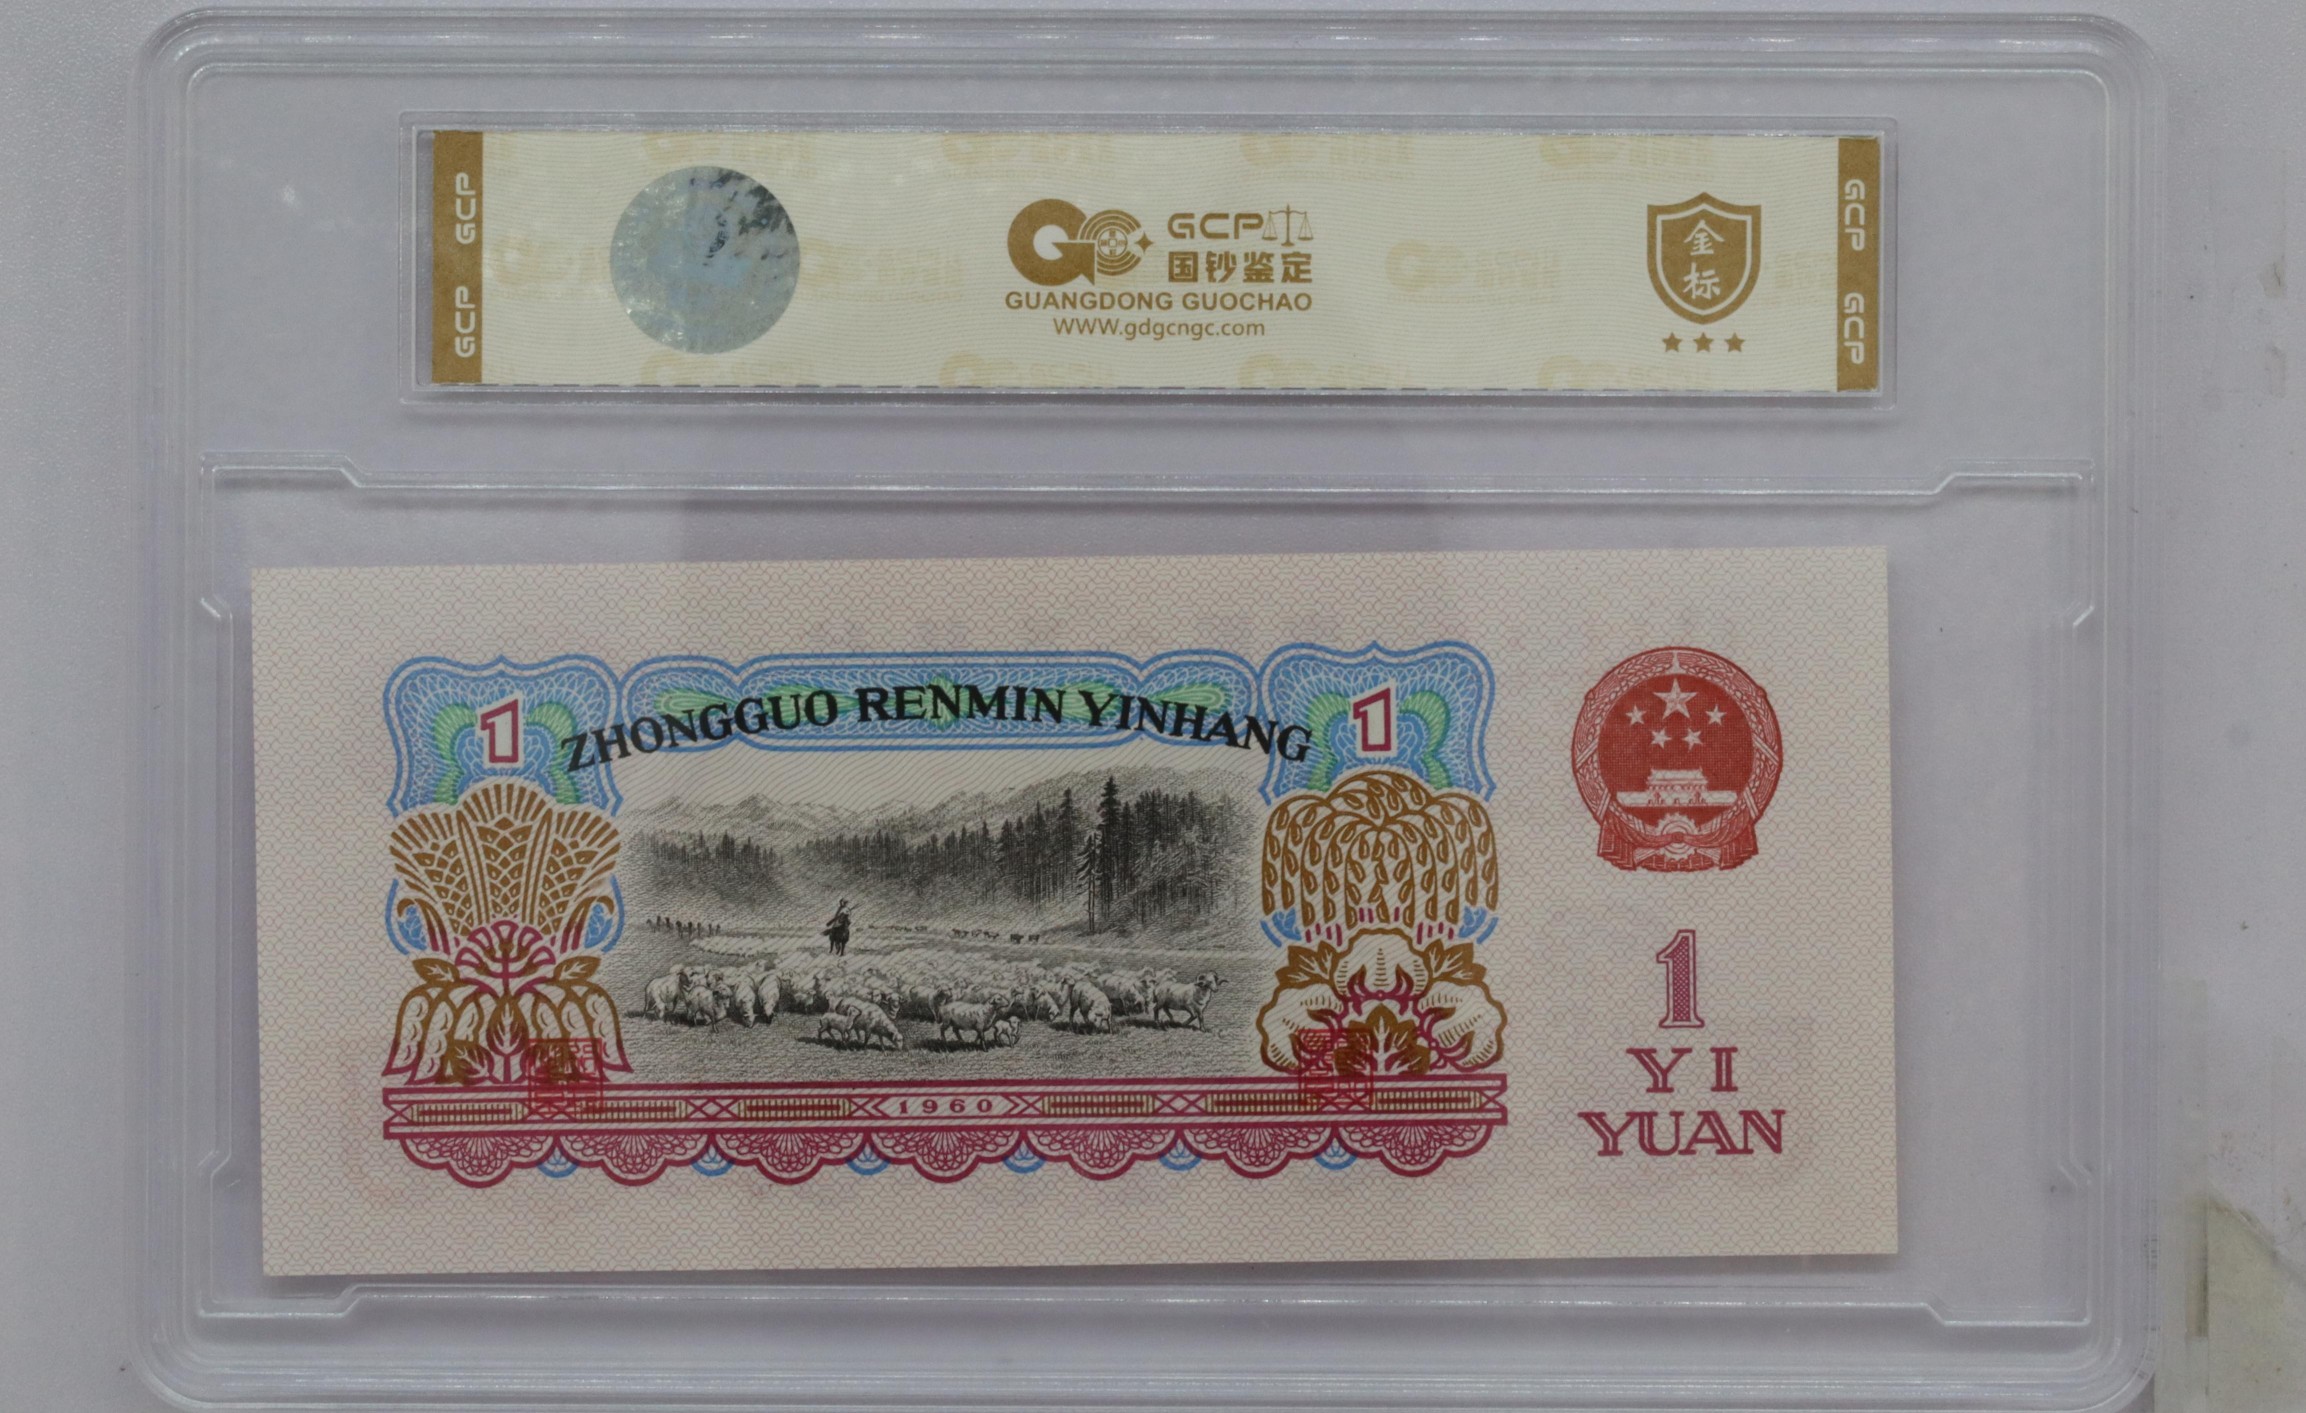 GCP GCP
GCP
国钞鉴定
GUANGDONG GUOCHAO
WWW.gdgcngc.com
金
标
GCP GCP
1
ZHONGGUO RENMIN YINHANG
1
1960
1
YI
YUAN